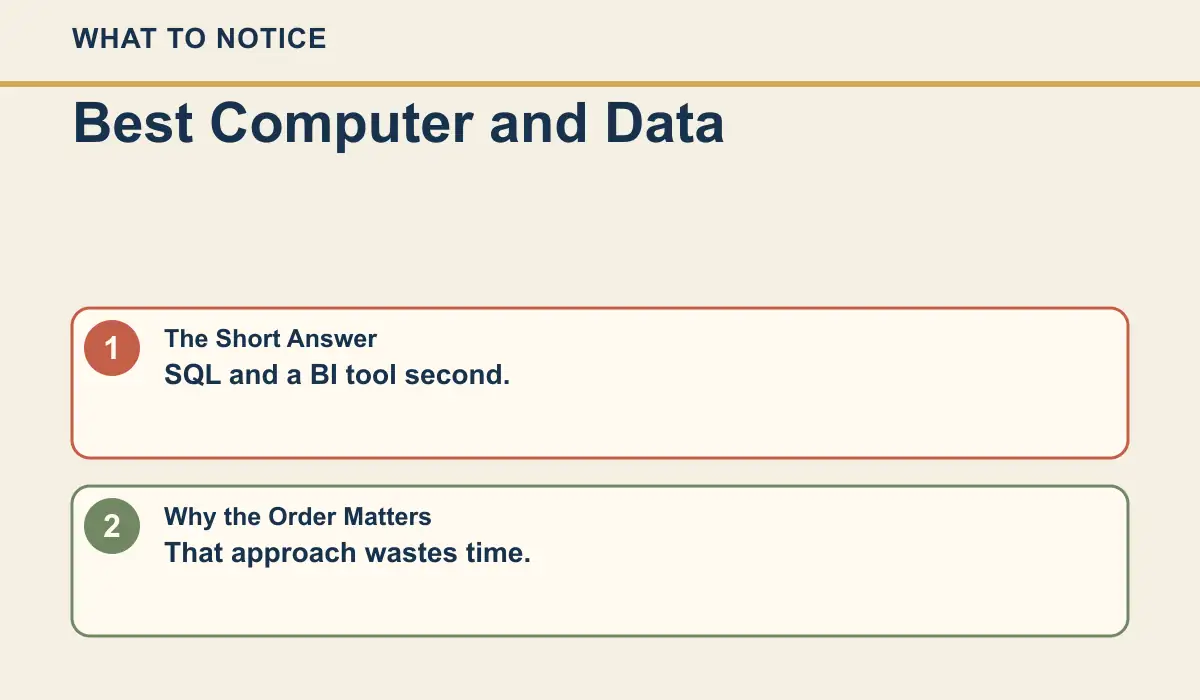 WHAT TO NOTICE
Best Computer and Data
1
The Short Answer
SQL and a BI tool second.
2
Why the Order Matters
That approach wastes time.